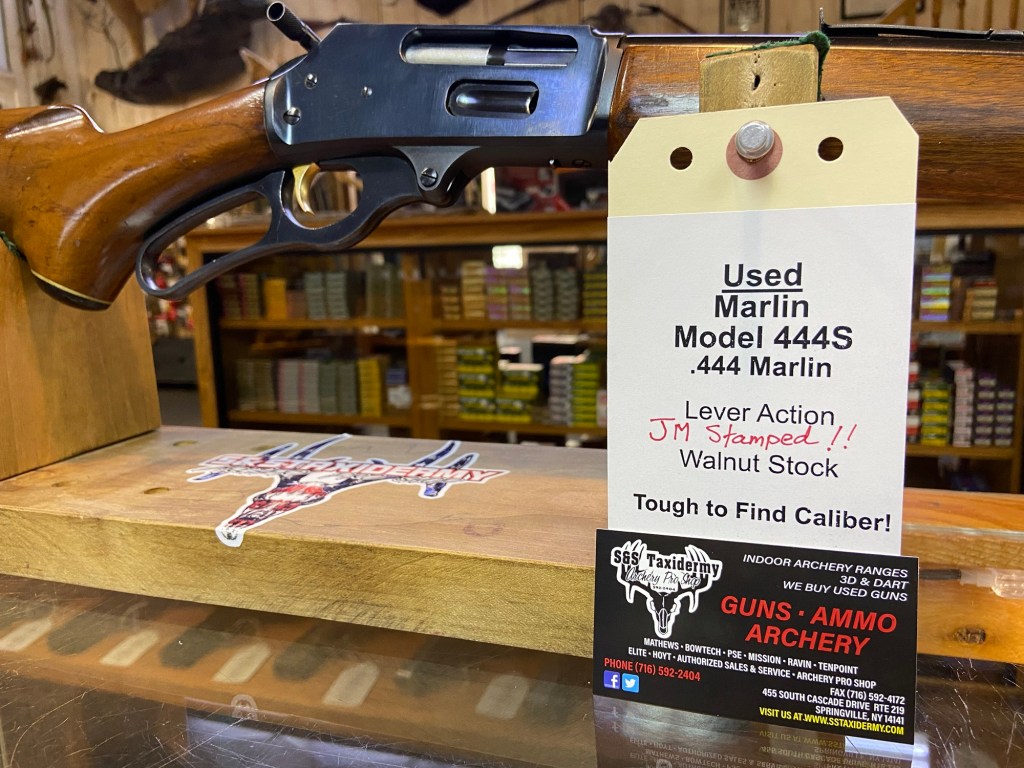 Used
Marlin
Model 444S
.444 Marlin
Lever Action
JM Stamped !!
Walnut Stock
Tough to Find Caliber!
S&S TAXIDERMY
S&S Taxidermy
Archery Pro Shop
INDOOR ARCHERY RANGES
3D & DART
WE BUY USED GUNS
GUNS · AMMO
ARCHERY
MATHEWS · BOWTECH · PSE · MISSION · RAVIN · TENPOINT
ELITE · HOYT · AUTHORIZED SALES & SERVICE · ARCHERY PRO SHOP
PHONE (716) 592-2404
FAX (716) 592-4172
455 SOUTH CASCADE DRIVE RTE 219
SPRINGVILLE, NY 14141
VISIT US AT WWW.SSTAXIDERMY.COM